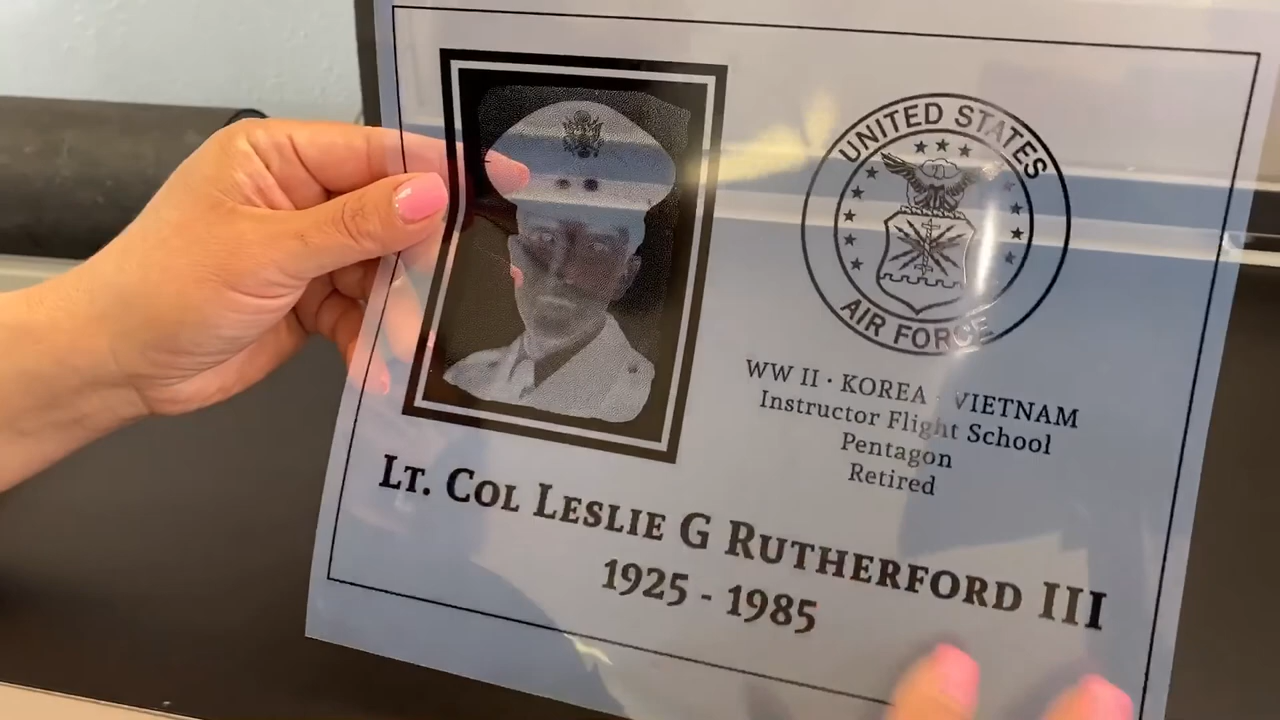 UNITED STATES
AIR FORCE
WW II · KOREA · VIETNAM
Instructor Flight School
Pentagon
Retired
LT. COL LESLIE G RUTHERFORD III
1925 - 1985